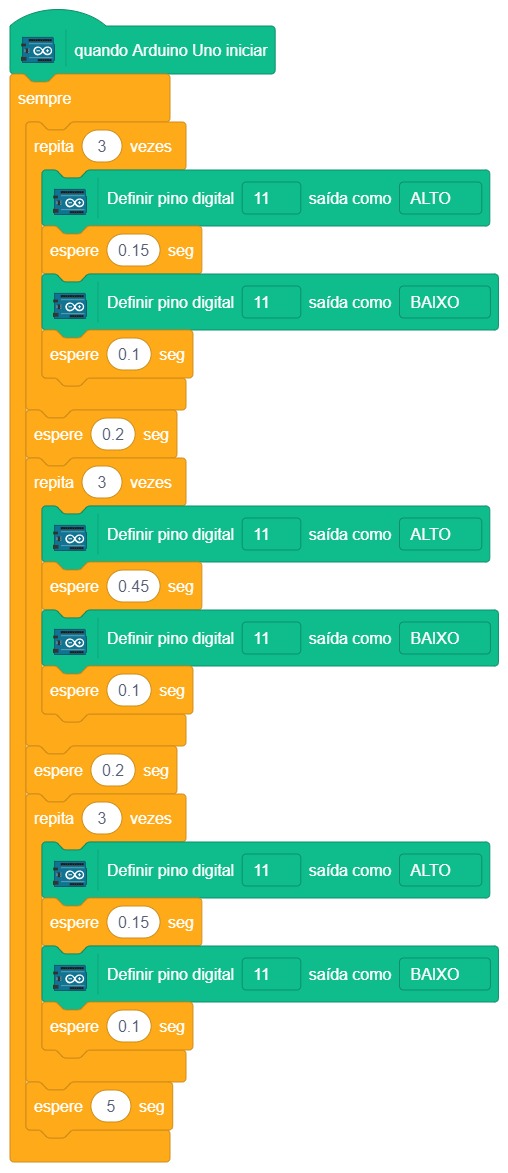 quando Arduino Uno iniciar
sempre
repita 3 vezes
Definir pino digital 11 saída como ALTO
espere 0.15 seg
Definir pino digital 11 saída como BAIXO
espere 0.1 seg
espere 0.2 seg
repita 3 vezes
Definir pino digital 11 saída como ALTO
espere 0.45 seg
Definir pino digital 11 saída como BAIXO
espere 0.1 seg
espere 0.2 seg
repita 3 vezes
Definir pino digital 11 saída como ALTO
espere 0.15 seg
Definir pino digital 11 saída como BAIXO
espere 0.1 seg
espere 5 seg